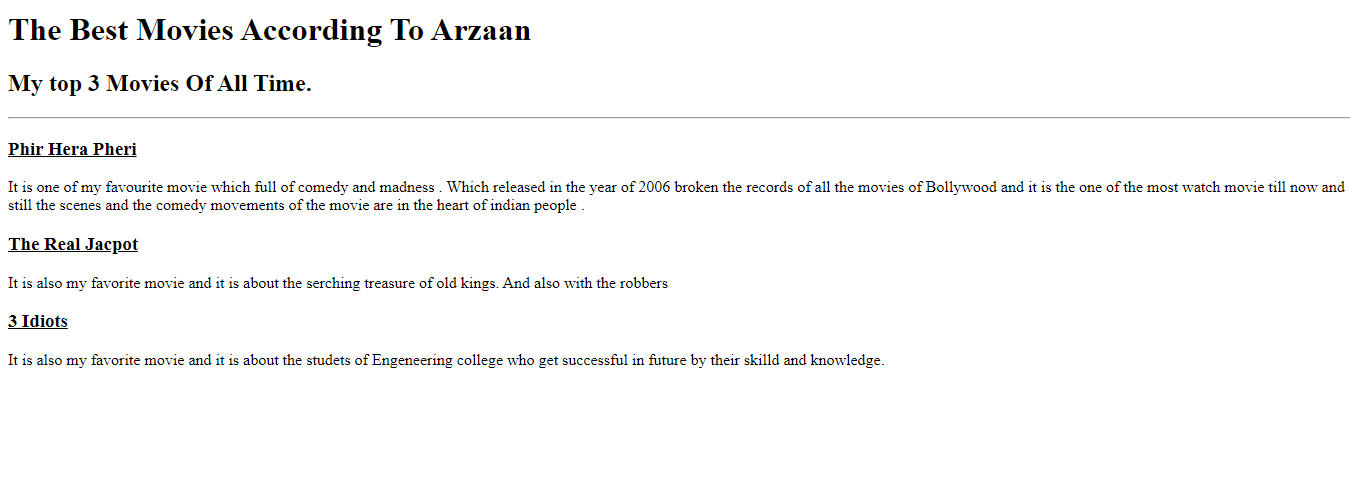 The Best Movies According To Arzaan
My top 3 Movies Of All Time.
Phir Hera Pheri
It is one of my favourite movie which full of comedy and madness . Which released in the year of 2006 broken the records of all the movies of Bollywood and it is the one of the most watch movie till now and
still the scenes and the comedy movements of the movie are in the heart of indian people .
The Real Jacpot
It is also my favorite movie and it is about the serching treasure of old kings. And also with the robbers
3 Idiots
It is also my favorite movie and it is about the studets of Engeneering college who get successful in future by their skilld and knowledge.